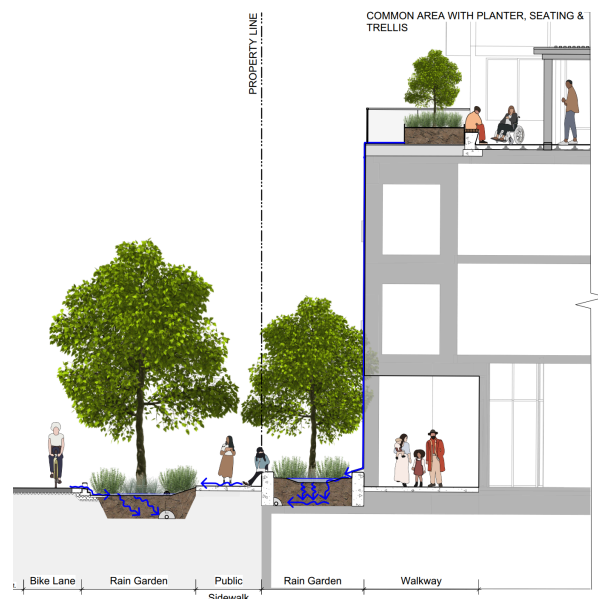 COMMON AREA WITH PLANTER, SEATING &
TRELLIS
PROPERTY LINE
Bike Lane
Rain Garden
Public
Sidewalk
Rain Garden
Walkway